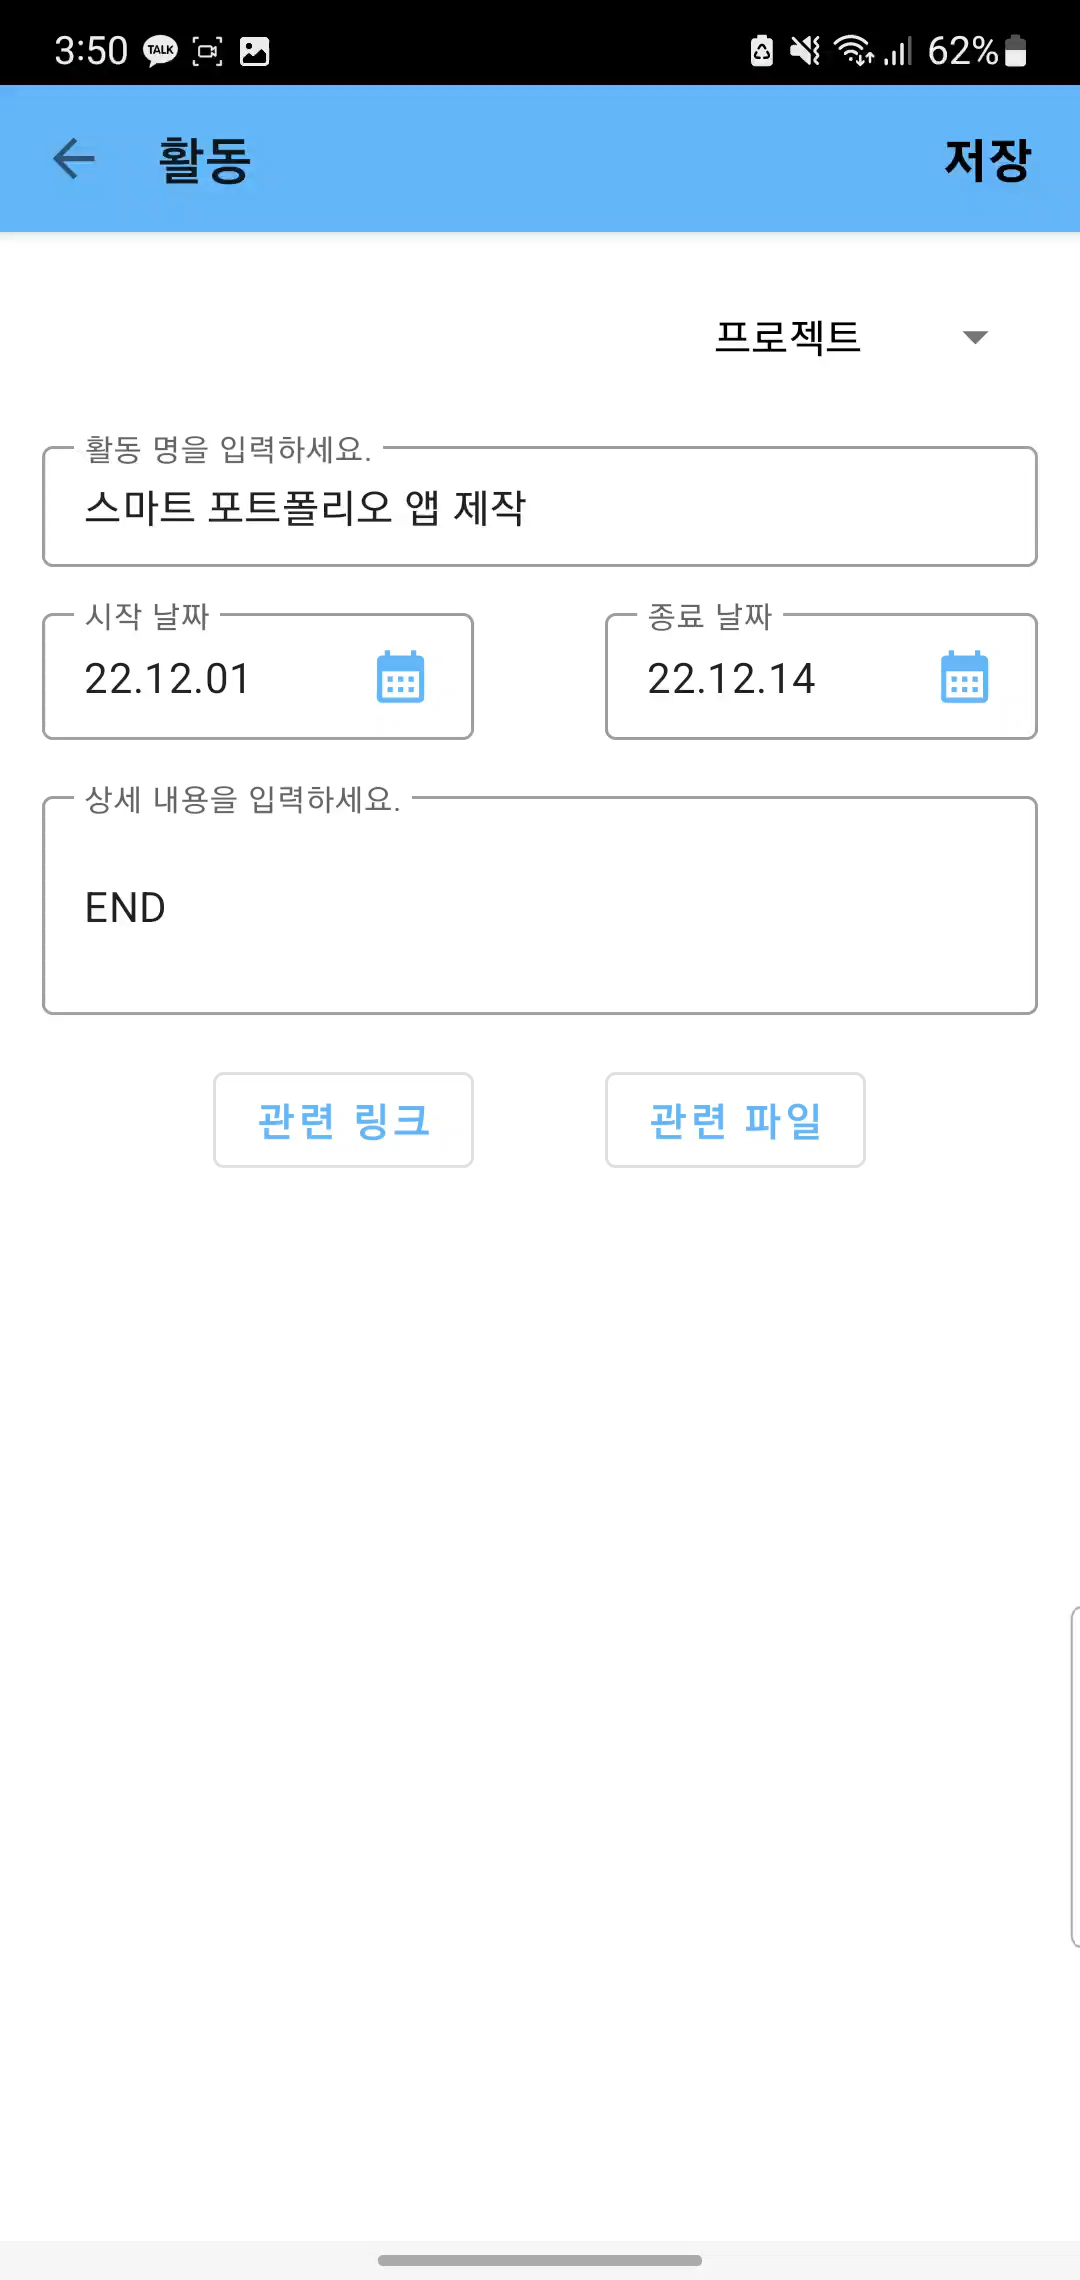 3:50 TALK 62%
활동 저장
프로젝트
활동 명을 입력하세요.
스마트 포트폴리오 앱 제작
시작 날짜 종료 날짜
22.12.01 22.12.14
상세 내용을 입력하세요.
END
관련 링크 관련 파일